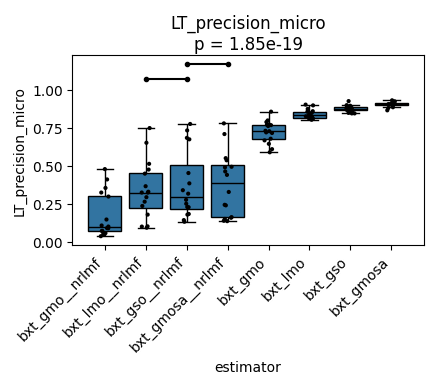 LT_precision_micro
p = 1.85e-19
LT_precision_micro
1.00
0.75
0.50
0.25
0.00
bxt_gmo__nrlmf
bxt_lmo__nrlmf
bxt_gso__nrlmf
bxt_gmosa__nrlmf
bxt_gmo
bxt_lmo
bxt_gso
bxt_gmosa
estimator